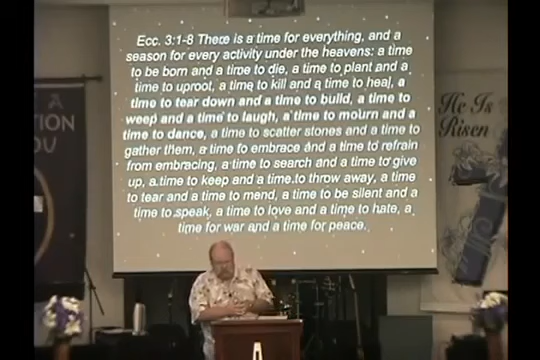 Ecc. 3:1-8 There is a time for everything, and a
season for every activity under the heavens: a time
to be born and a time to die, a time to plant and a
time to uproot, a time to kill and a time to heal, a
time to tear down and a time to build, a time to
weep and a time to laugh, a time to mourn and a
time to dance, a time to scatter stones and a time to
gather them, a time to embrace and a time to refrain
from embracing, a time to search and a time to give
up, a time to keep and a time to throw away, a time
to tear and a time to mend, a time to be silent and a
time to speak, a time to love and a time to hate, a
time for war and a time for peace.
A
TION
OU
He Is
Risen